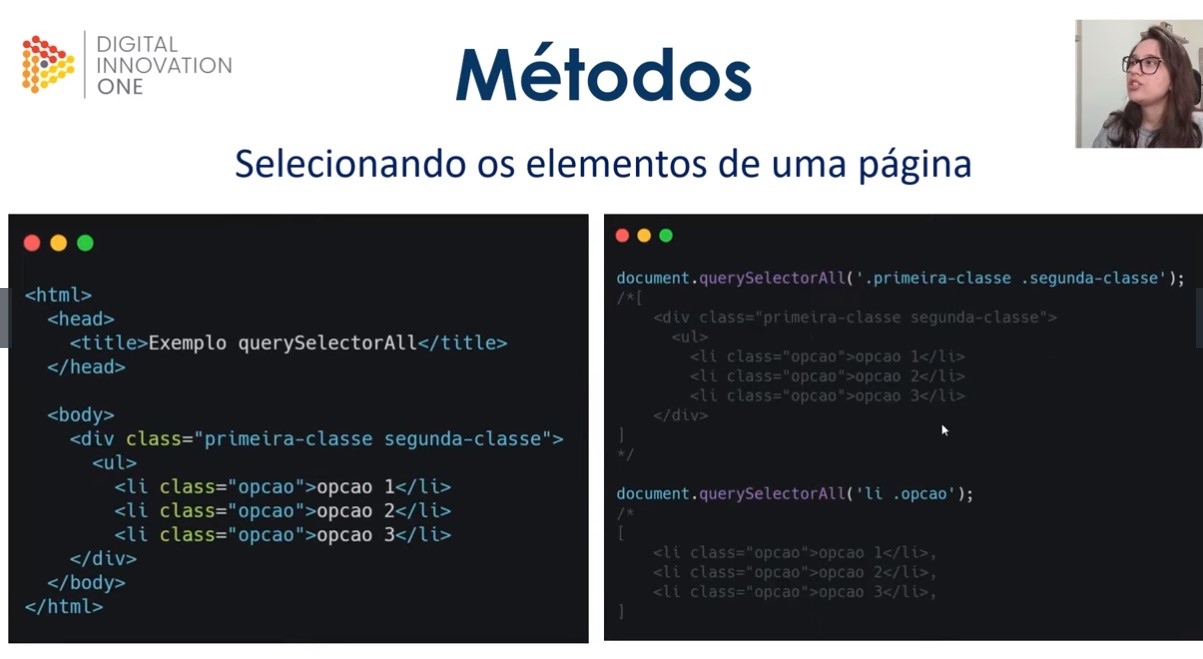 DIGITAL
INNOVATION
ONE
Métodos
Selecionando os elementos de uma página
<html>
<head>
<title>Exemplo querySelectorAll</title>
</head>
<body>
<div class="primeira-classe segunda-classe">
<ul>
<li class="opcao">opcao 1</li>
<li class="opcao">opcao 2</li>
<li class="opcao">opcao 3</li>
</div>
</body>
</html>
document.querySelectorAll('.primeira-classe .segunda-classe');
/*[
<div class="primeira-classe segunda-classe">
<ul>
<li class="opcao">opcao 1</li>
<li class="opcao">opcao 2</li>
<li class="opcao">opcao 3</li>
</div>
]
*/
document.querySelectorAll('li .opcao');
/*
[
<li class="opcao">opcao 1</li>,
<li class="opcao">opcao 2</li>,
<li class="opcao">opcao 3</li>,
]